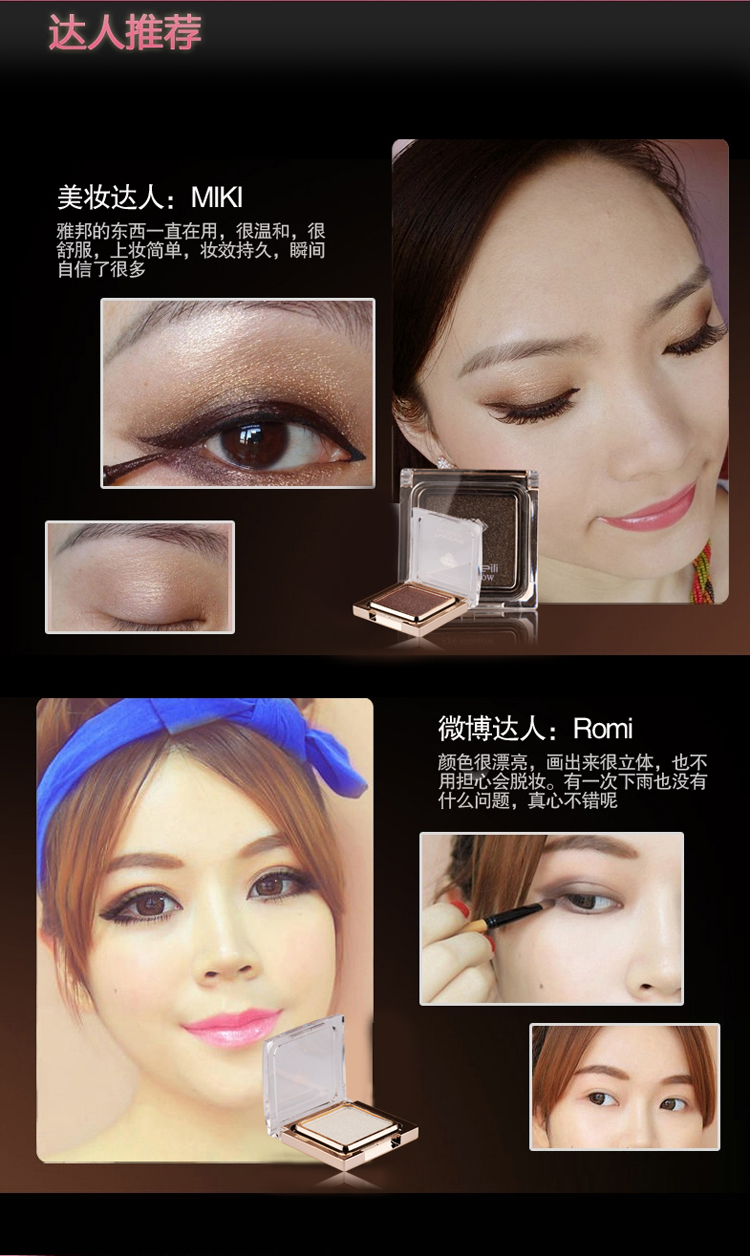 达人推荐
美妆达人：MIKI
雅邦的东西一直在用，很温和，很
舒服，上妆简单，妆效持久，瞬间
自信了很多
微博达人：Romi
颜色很漂亮，画出来很立体，也不
用担心会脱妆。有一次下雨也没有
什么问题，真心不错呢